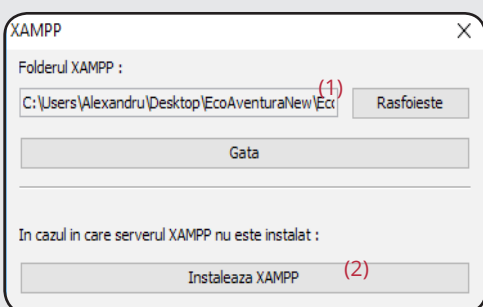 XAMPP
Folderul XAMPP :
C:\Users\Alexandru\Desktop\EcoAventuraNew\Eco (1) Rasfoieste
Gata
In cazul in care serverul XAMPP nu este instalat :
Instaleaza XAMPP (2)